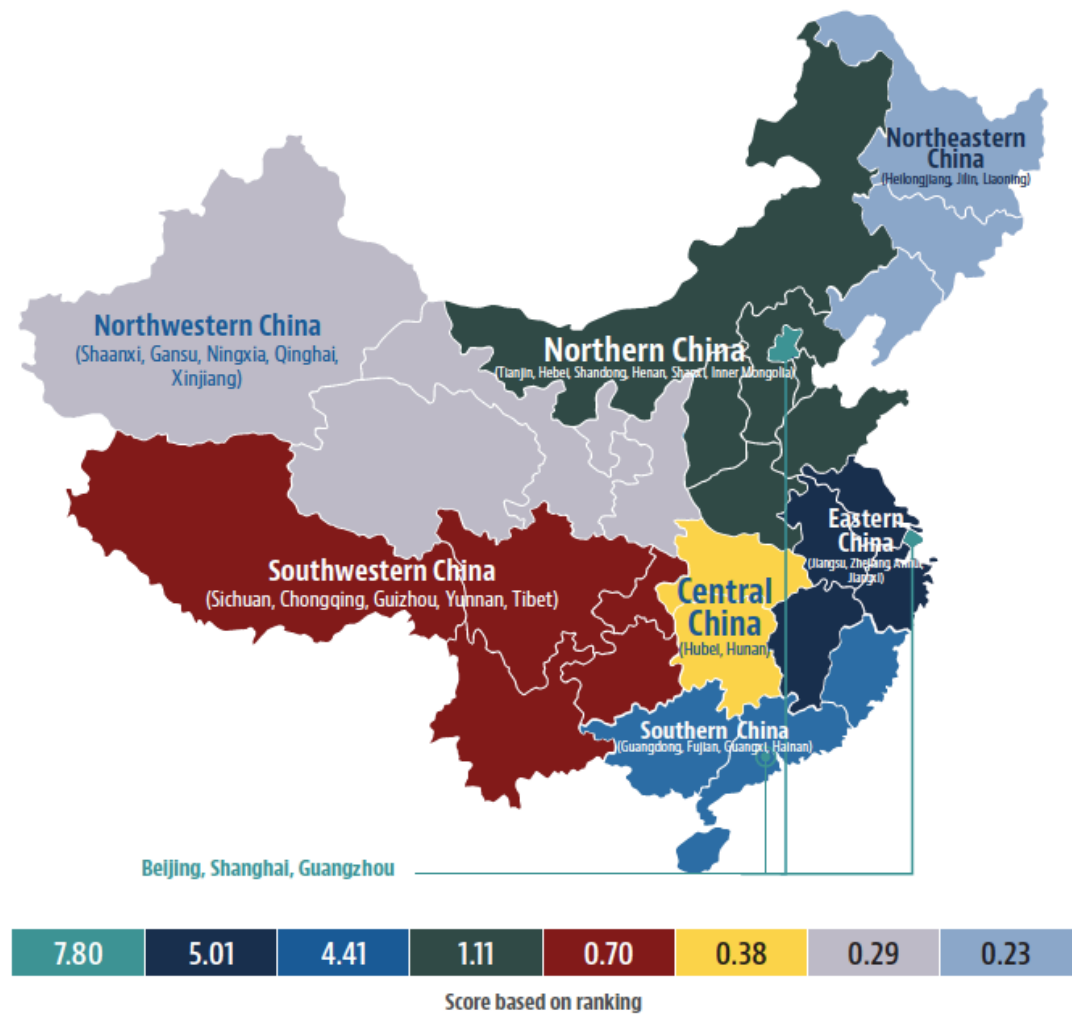 Northeastern
China
(Heilongjiang, Jilin, Liaoning)
Northwestern China
(Shaanxi, Gansu, Ningxia, Qinghai,
Xinjiang)
Northern China
(Tianjin, Hebei, Shandong, Henan, Shanxi, Inner Mongolia)
Eastern
China
(Jiangsu, Zhejiang, Anhui,
Jiangxi)
Southwestern China
(Sichuan, Chongqing, Guizhou, Yunnan, Tibet)
Central
China
(Hubei, Hunan)
Southern China
(Guangdong, Fujian, Guangxi, Hainan)
Beijing, Shanghai, Guangzhou
7.80 5.01 4.41 1.11 0.70 0.38 0.29 0.23
Score based on ranking